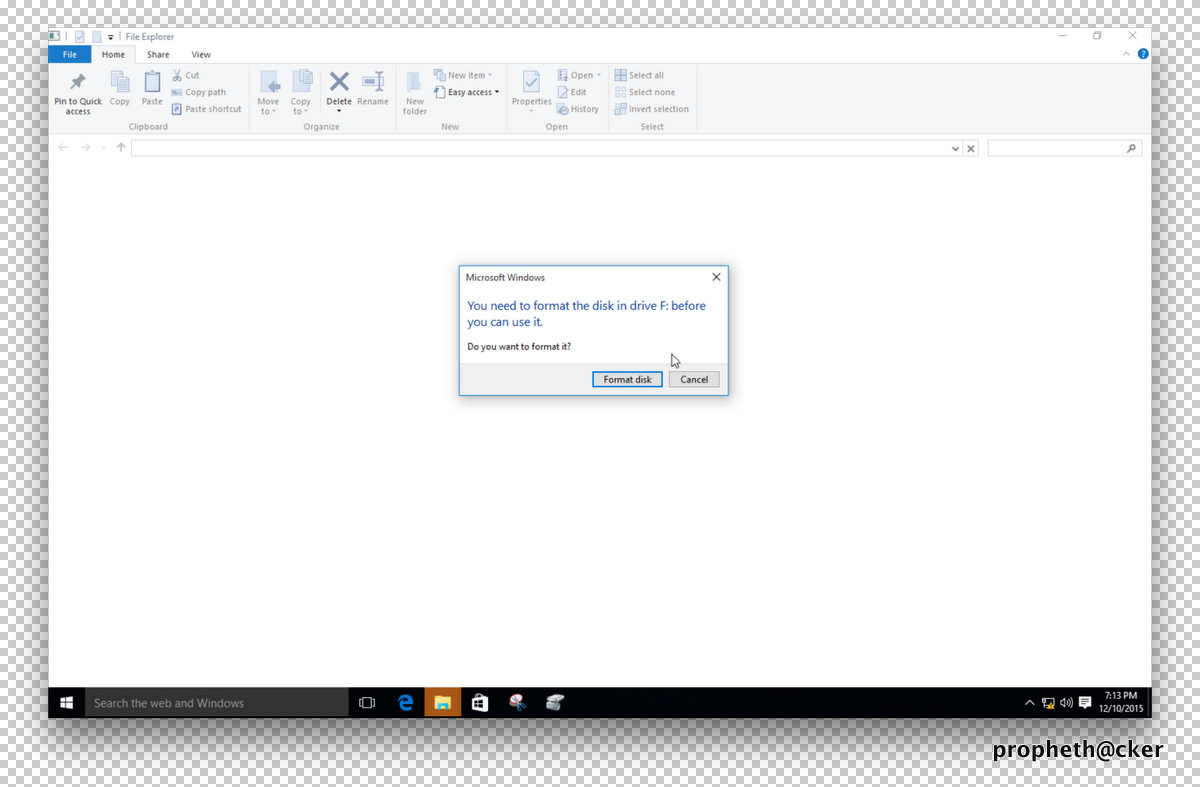 File Explorer
File Home Share View
Pin to Quick
access
Copy
Paste
Cut
Copy path
Paste shortcut
Clipboard
Move
to
Copy
to
Delete
Rename
Organize
New
folder
New item
Easy access
New
Properties
Open
Edit
History
Open
Select all
Select none
Invert selection
Select
Microsoft Windows
You need to format the disk in drive F: before
you can use it.
Do you want to format it?
Format disk
Cancel
Search the web and Windows
7:13 PM
12/10/2015
propheth@cker